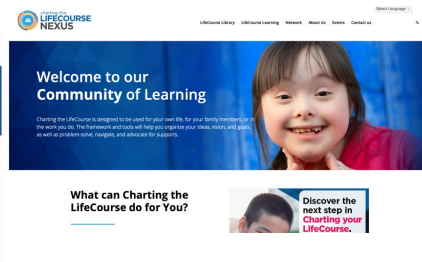 Select Language
charting the
LIFECOURSE
NEXUS
LifeCourse Library LifeCourse Learning Network About Us Events Contact us
Welcome to our
Community of Learning
Charting the LifeCourse is designed to be used for your own life, for your family members, or in
the work you do. The framework and tools will help you organize your ideas, vision, and goals,
as well as problem-solve, navigate, and advocate for supports.
What can Charting the
LifeCourse do for You?
Discover the
next step in
Charting your
LifeCourse.